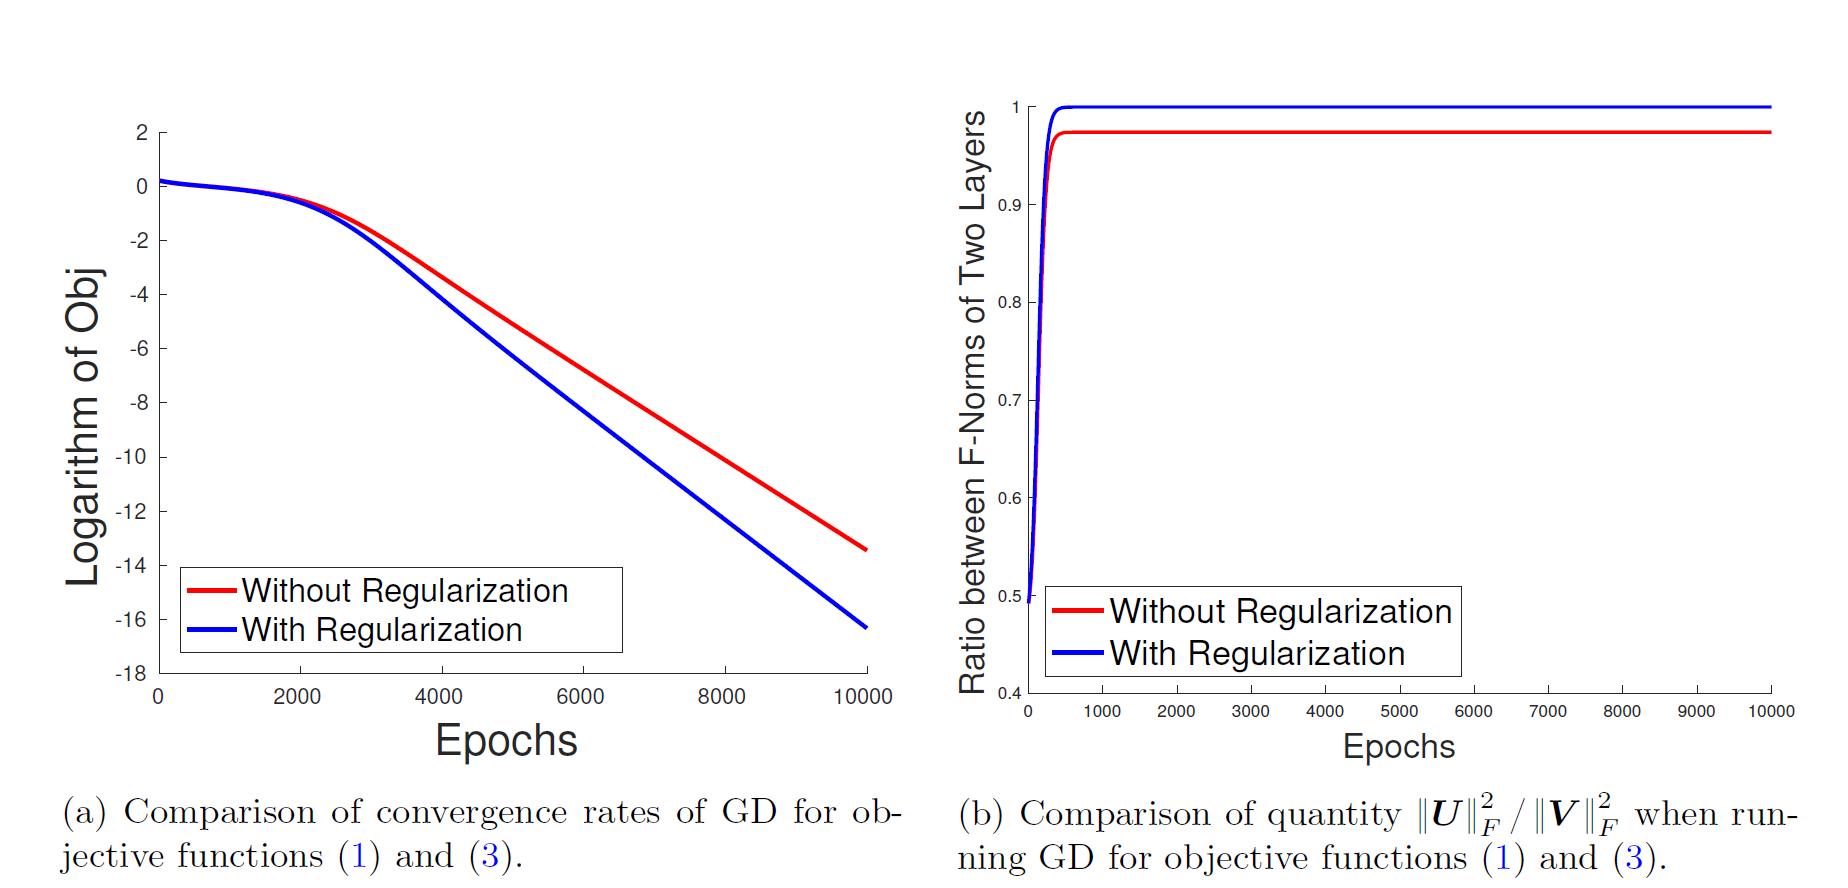 2
0
-2
-4
-6
-8
-10
-12
-14
-16
-18
Logarithm of Obj
Without Regularization
With Regularization
0 2000 4000 6000 8000 10000
Epochs
(a) Comparison of convergence rates of GD for ob-
jective functions (1) and (3).
1
0.9
0.8
0.7
0.6
0.5
0.4
Ratio between F-Norms of Two Layers
Without Regularization
With Regularization
0 1000 2000 3000 4000 5000 6000 7000 8000 9000 10000
Epochs
(b) Comparison of quantity ‖U‖²_F / ‖V‖²_F when run-
ning GD for objective functions (1) and (3).